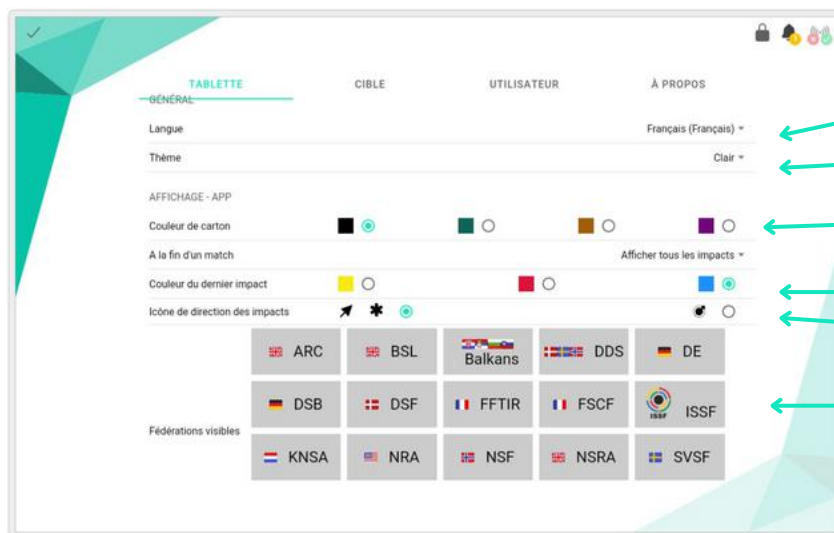 TABLETTE CIBLE UTILISATEUR À PROPOS
GÉNÉRAL
Langue Français (Français)
Thème Clair
AFFICHAGE - APP
Couleur de carton
A la fin d'un match Afficher tous les impacts
Couleur du dernier impact
Icône de direction des impacts
ARC BSL Balkans DDS DE
DSB DSF FFTIR FSCF ISSF ISSF
Fédérations visibles
KNSA NRA NSF NSRA SVSF